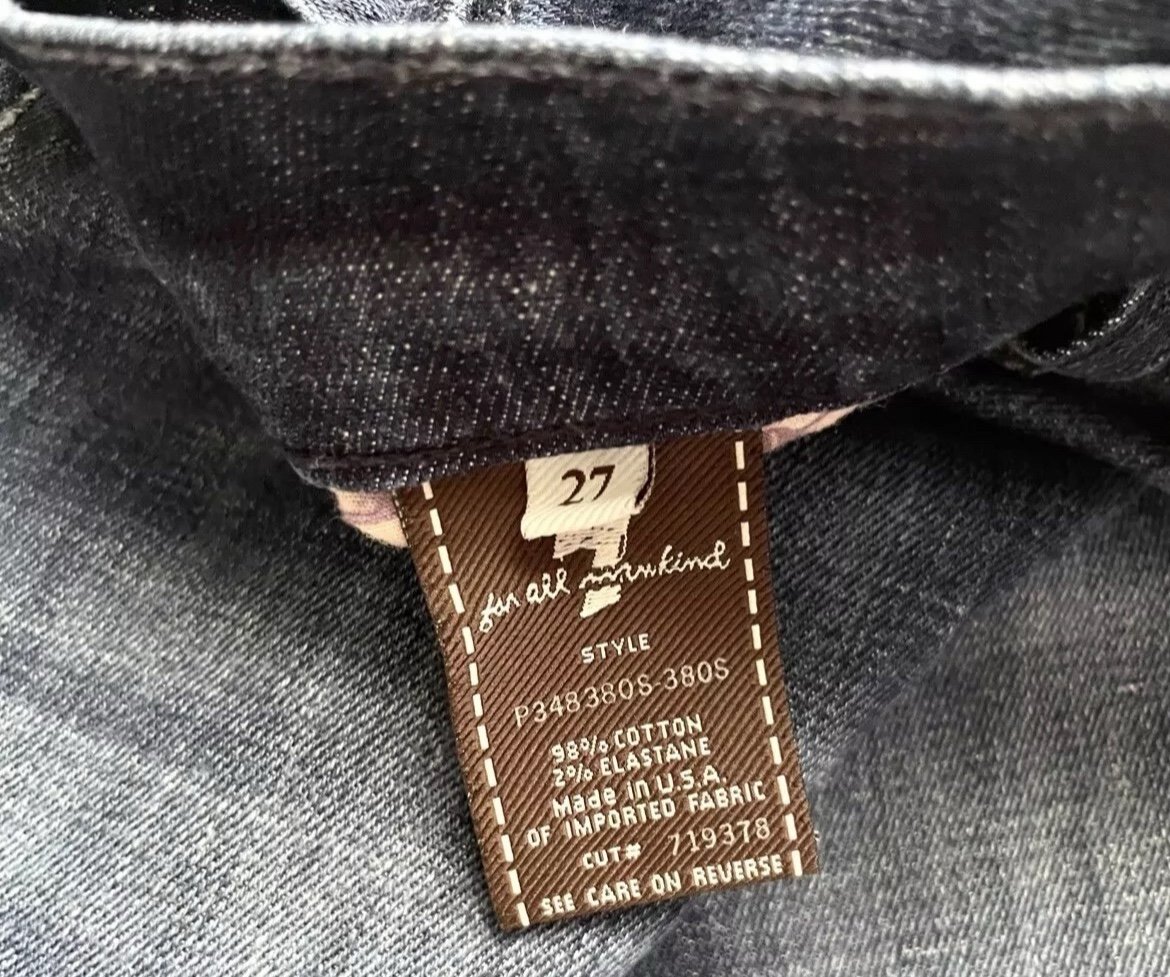 27
for all mankind
STYLE
P348380S-380S
98% COTTON
2% ELASTANE
Made in U.S.A.
OF IMPORTED FABRIC
CUT# 719378
SEE CARE ON REVERSE